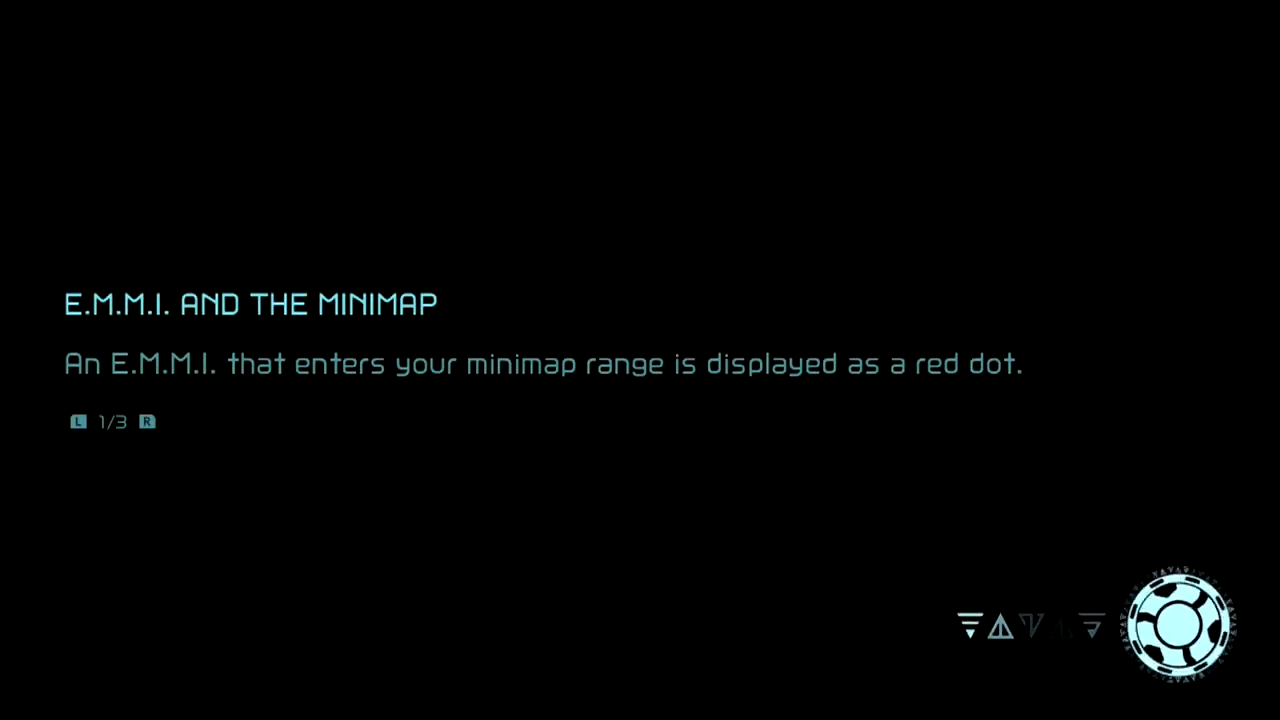 E.M.M.I. AND THE MINIMAP
An E.M.M.I. that enters your minimap range is displayed as a red dot.
L 1/3 R